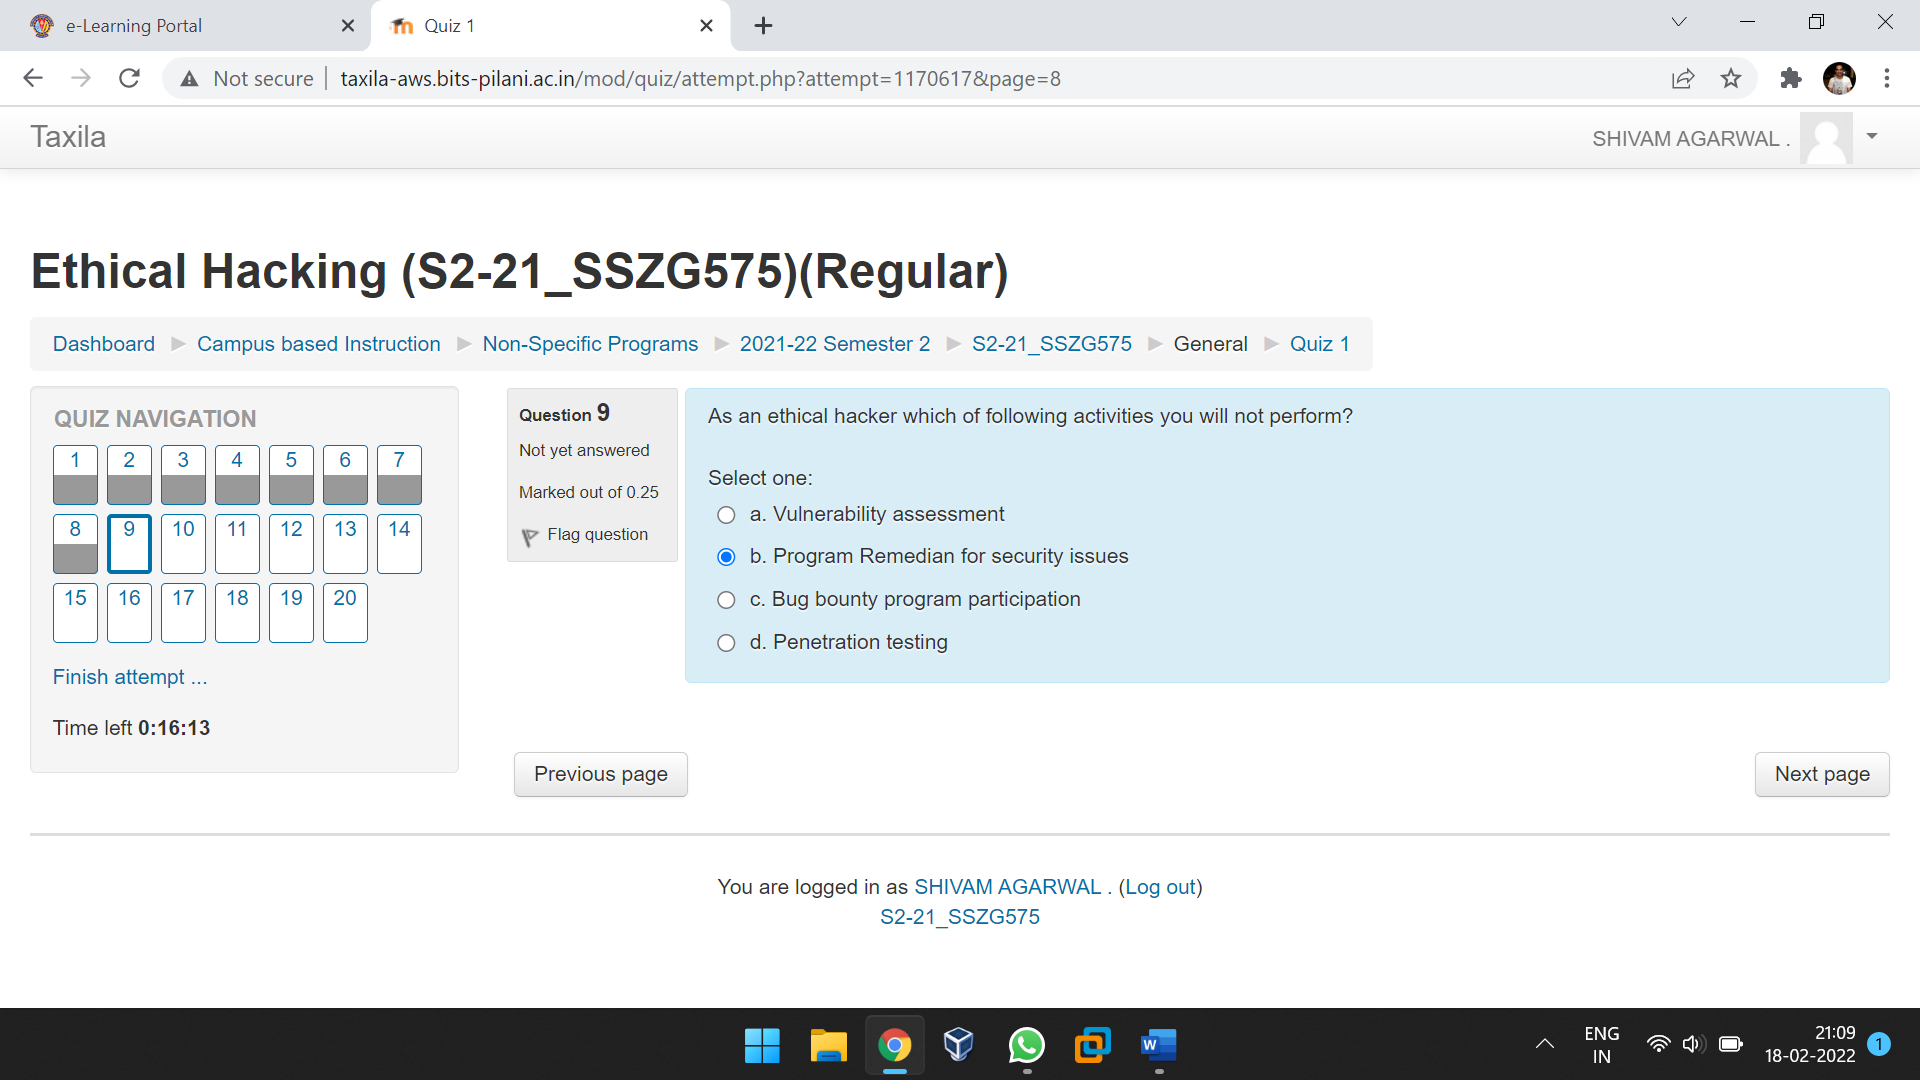 e-Learning Portal
Quiz 1
Not secure
taxila-aws.bits-pilani.ac.in/mod/quiz/attempt.php?attempt=1170617&page=8
Taxila
SHIVAM AGARWAL .
Ethical Hacking (S2-21_SSZG575)(Regular)
Dashboard ► Campus based Instruction ► Non-Specific Programs ► 2021-22 Semester 2 ► S2-21_SSZG575 ► General ► Quiz 1
QUIZ NAVIGATION
1 2 3 4 5 6 7
8 9 10 11 12 13 14
15 16 17 18 19 20
Finish attempt ...
Time left 0:16:13
Question 9
Not yet answered
Marked out of 0.25
Flag question
As an ethical hacker which of following activities you will not perform?
Select one:
a. Vulnerability assessment
b. Program Remedian for security issues
c. Bug bounty program participation
d. Penetration testing
Previous page
Next page
You are logged in as SHIVAM AGARWAL . (Log out)
S2-21_SSZG575
W
ENG
IN
21:09
18-02-2022
1